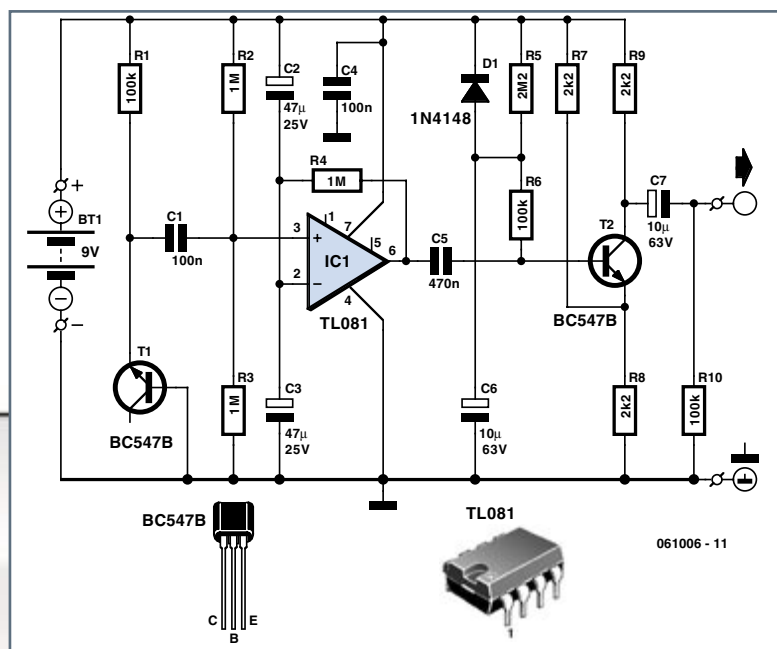 R1
100k
R2
1M
C2
47µ
25V
C4
100n
D1
1N4148
R5
2M2
R7
2k2
R9
2k2
+
BT1
9V
−
C1
100n
R4
1M
3
+
1
7
5
6
2
−
4
IC1
TL081
C5
470n
R6
100k
T2
BC547B
C7
10µ
63V
T1
BC547B
R3
1M
C3
47µ
25V
C6
10µ
63V
R8
2k2
R10
100k
BC547B
C
B
E
TL081
1
061006 - 11